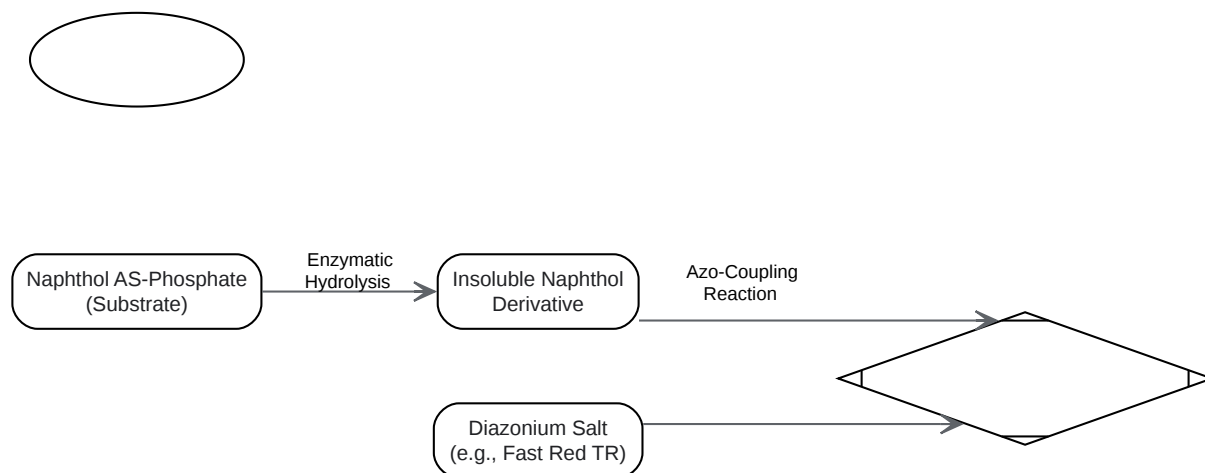 Naphthol AS-Phosphate
(Substrate)
Enzymatic
Hydrolysis
Insoluble Naphthol
Derivative
Azo-Coupling
Reaction
Diazonium Salt
(e.g., Fast Red TR)